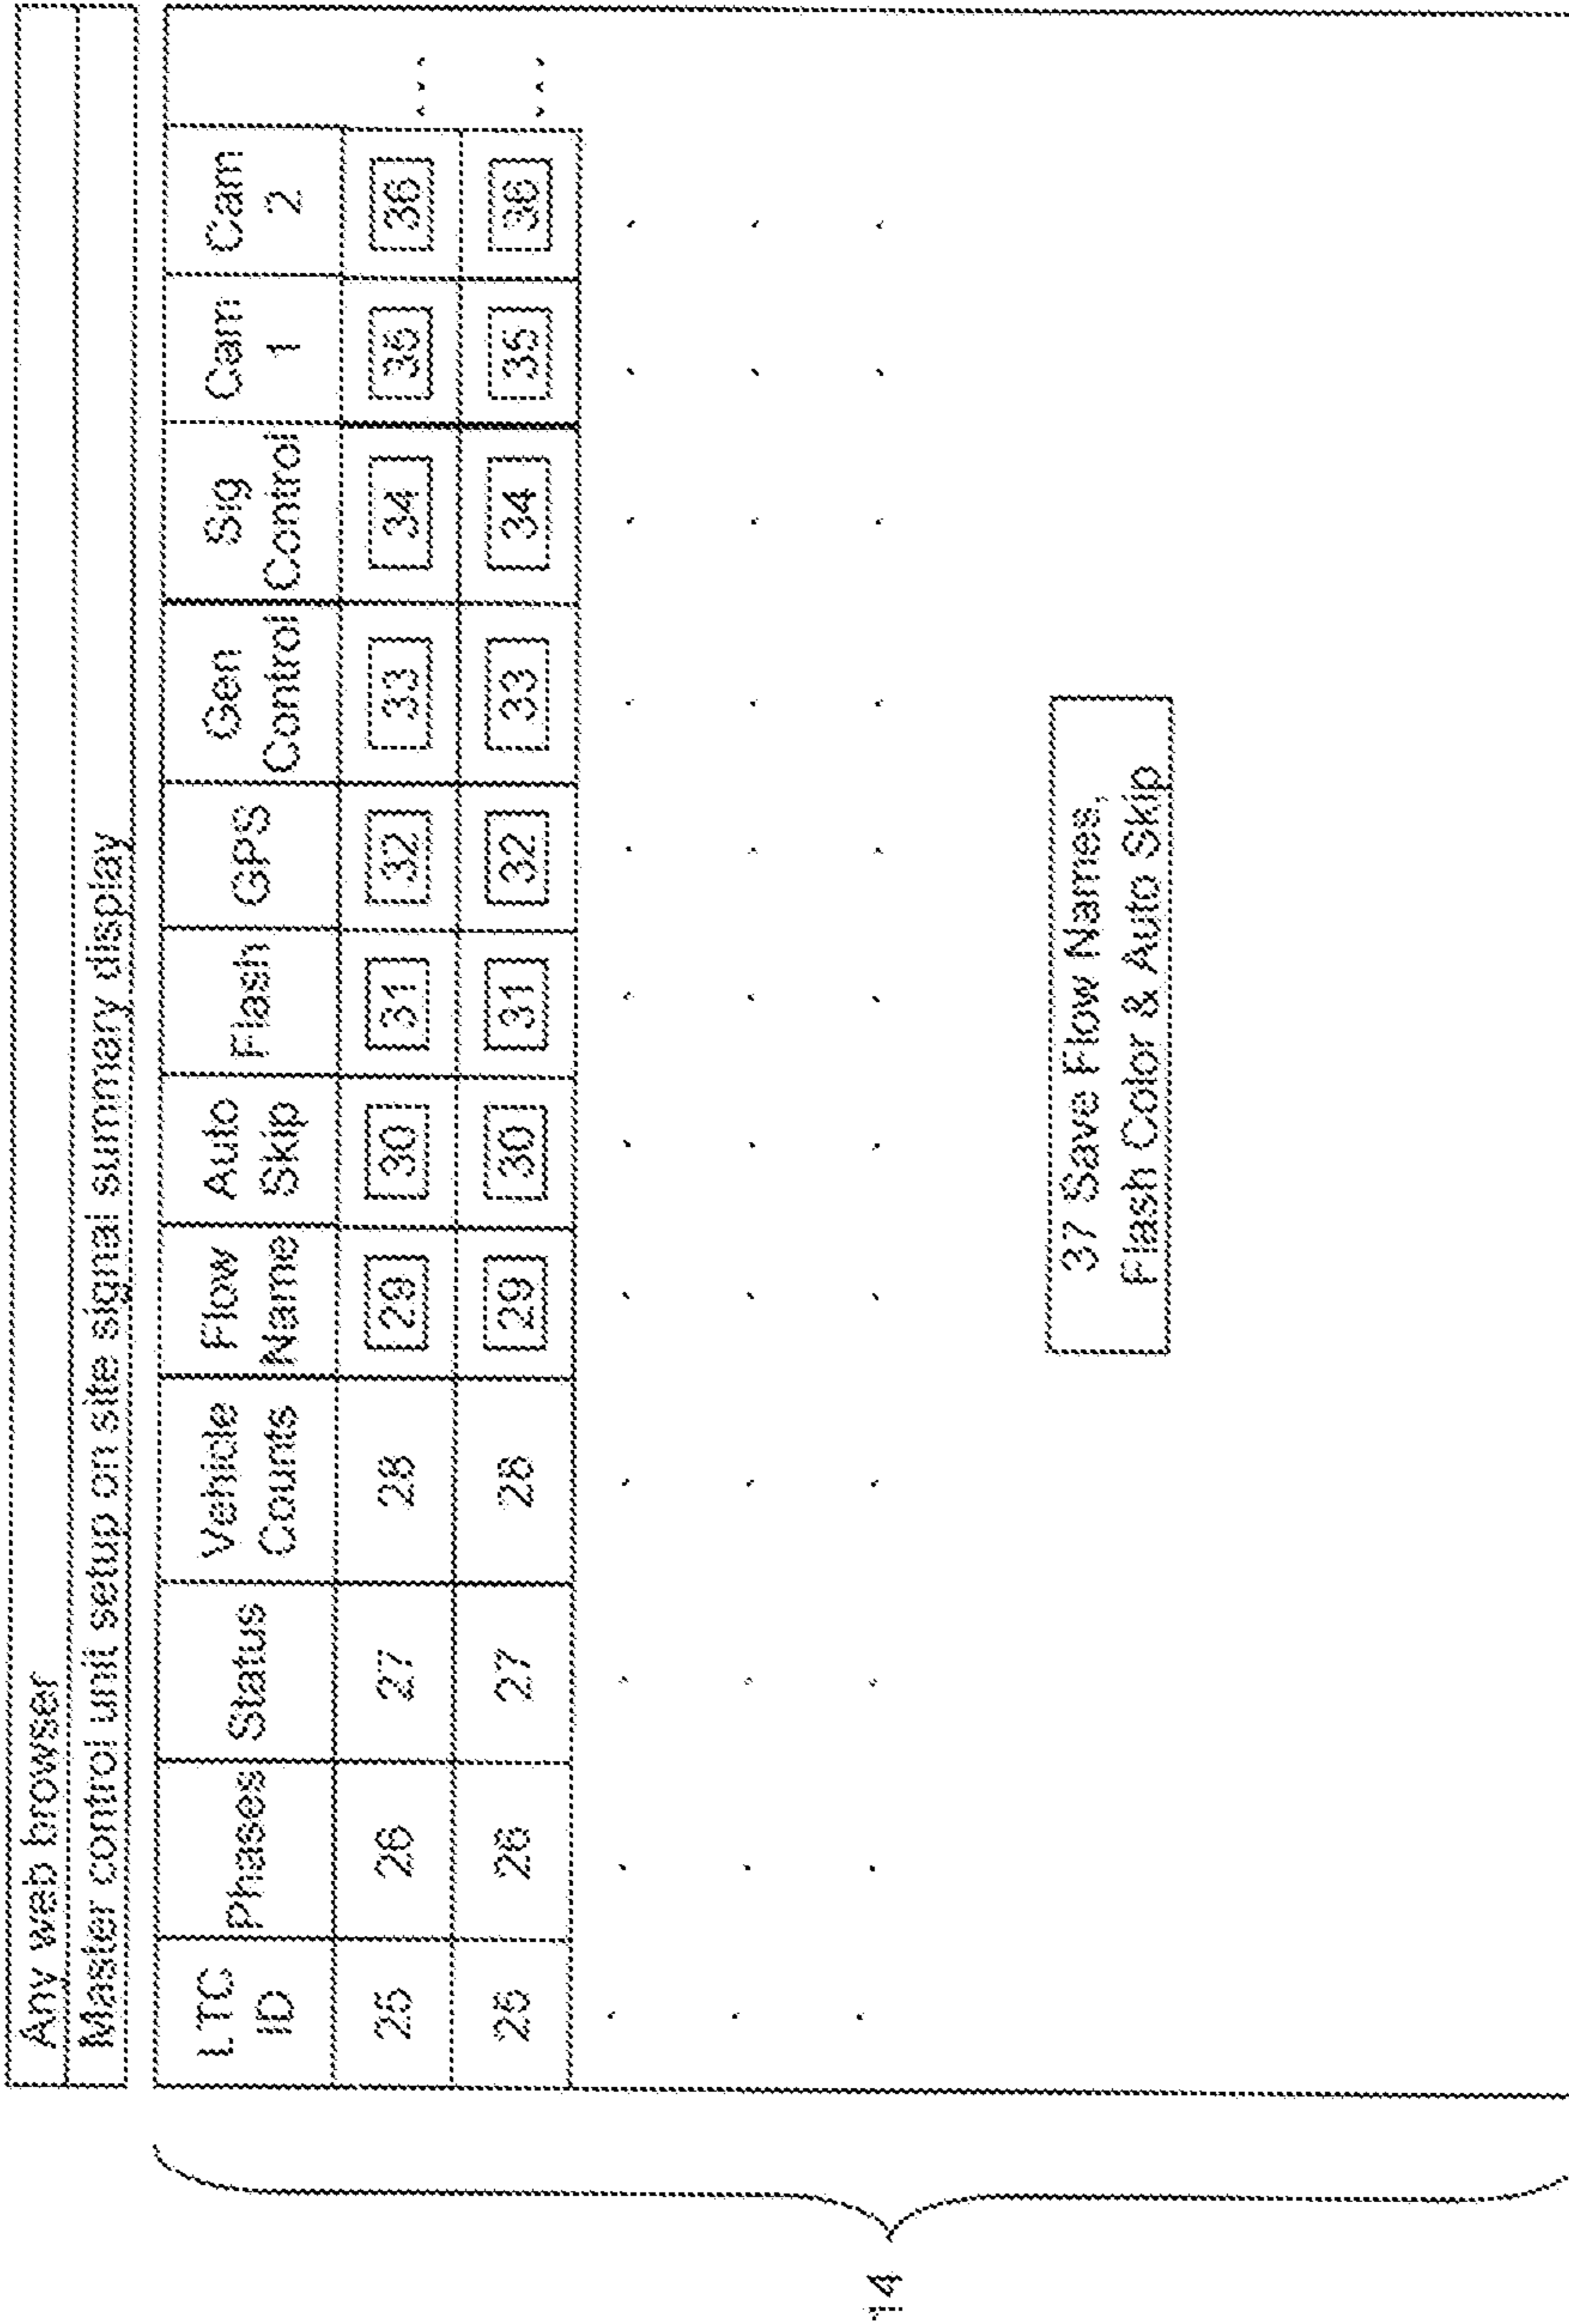 Any web browser
Master control unit setup on site signal summary display
LTC ID Phases Status Vehicle Counts Flow Name Auto Skip Flash GPS Gen Control Sig Control Cam 1 Cam 2
25 26 27 28 29 30 31 32 33 34 35 36 ...
25 26 27 28 29 30 31 32 33 34 35 36 ...
37 Save Flow Names,
Flash Color & Auto Skip
14